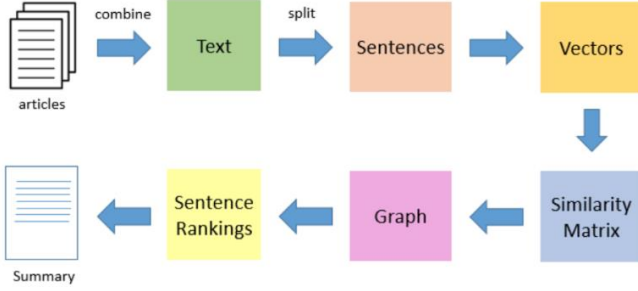 combine
split
Text
Sentences
Vectors
articles
Similarity
Matrix
Graph
Sentence
Rankings
Summary